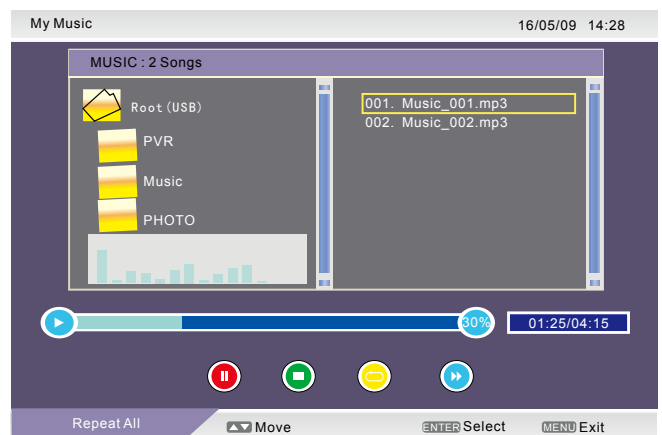 My Music 16/05/09 14:28
MUSIC : 2 Songs
Root(USB)
PVR
Music
PHOTO
001. Music_001.mp3
002. Music_002.mp3
30% 01:25/04:15
Repeat All Move ENTER Select MENU Exit